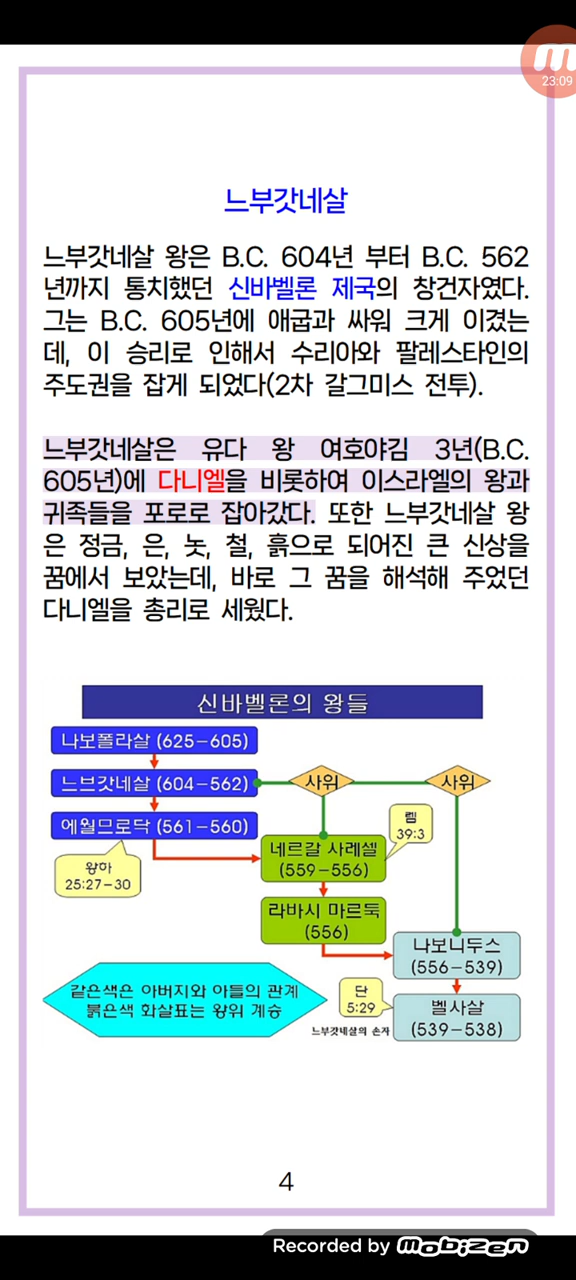 23:09
느부갓네살
느부갓네살 왕은 B.C. 604년 부터 B.C. 562
년까지 통치했던 신바벨론 제국의 창건자였다.
그는 B.C. 605년에 애굽과 싸워 크게 이겼는
데, 이 승리로 인해서 수리아와 팔레스타인의
주도권을 잡게 되었다(2차 갈그미스 전투).
느부갓네살은 유다 왕 여호야김 3년(B.C.
605년)에 다니엘을 비롯하여 이스라엘의 왕과
귀족들을 포로로 잡아갔다. 또한 느부갓네살 왕
은 정금, 은, 놋, 철, 흙으로 되어진 큰 신상을
꿈에서 보았는데, 바로 그 꿈을 해석해 주었던
다니엘을 총리로 세웠다.
신바벨론의 왕들
나보폴라살 (625-605)
느브갓네살 (604-562)
사위
사위
에윌므로닥 (561-560)
렘
39:3
왕하
25:27-30
네르갈 사레셀
(559-556)
라바시 마르둑
(556)
나보니두스
(556-539)
같은색은 아버지와 아들의 관계
붉은색 화살표는 왕위 계승
단
5:29
느부갓네살의 손자
벨사살
(539-538)
4
Recorded by mobizen